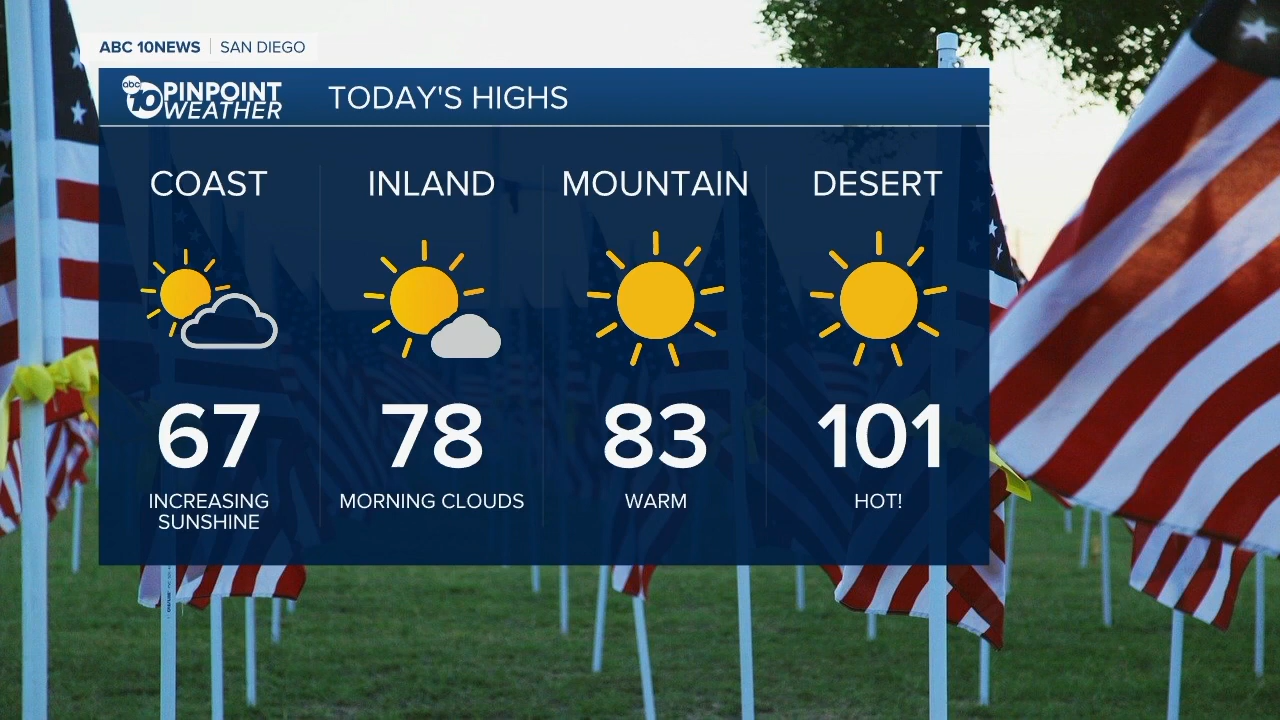 ABC 10NEWS | SAN DIEGO
abc 10 PINPOINT WEATHER
TODAY'S HIGHS
COAST
INLAND
MOUNTAIN
DESERT
67
78
83
101
INCREASING SUNSHINE
MORNING CLOUDS
WARM
HOT!